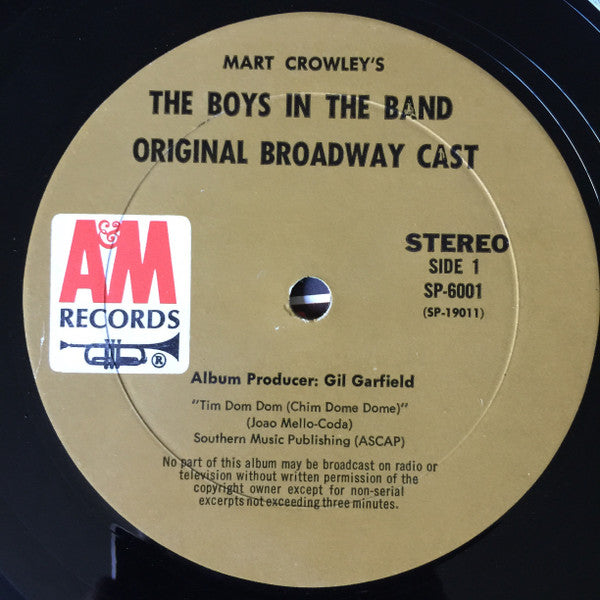 MART CROWLEY'S
THE BOYS IN THE BAND
ORIGINAL BROADWAY CAST
A&M
RECORDS
®
STEREO
SIDE 1
SP-6001
(SP-19011)
Album Producer: Gil Garfield
"Tim Dom Dom (Chim Dome Dome)"
(Joao Mello-Coda)
Southern Music Publishing (ASCAP)
No part of this album may be broadcast on radio or
television without written permission of the
copyright owner except for non-serial
excerpts not exceeding three minutes.